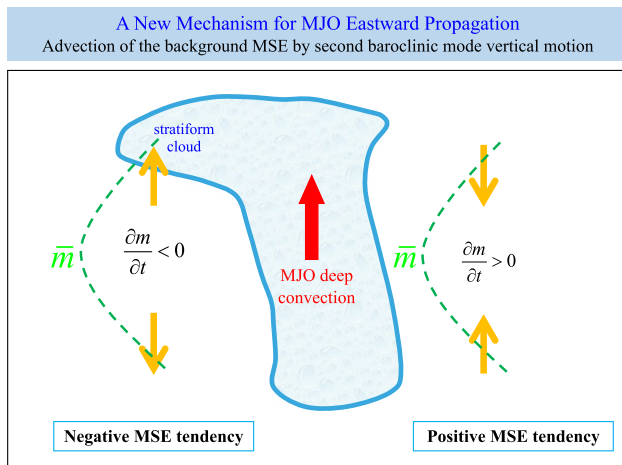 A New Mechanism for MJO Eastward Propagation
Advection of the background MSE by second baroclinic mode vertical motion
stratiform
cloud
m̅
∂m/∂t < 0
MJO deep
convection
m̅
∂m/∂t > 0
Negative MSE tendency
Positive MSE tendency